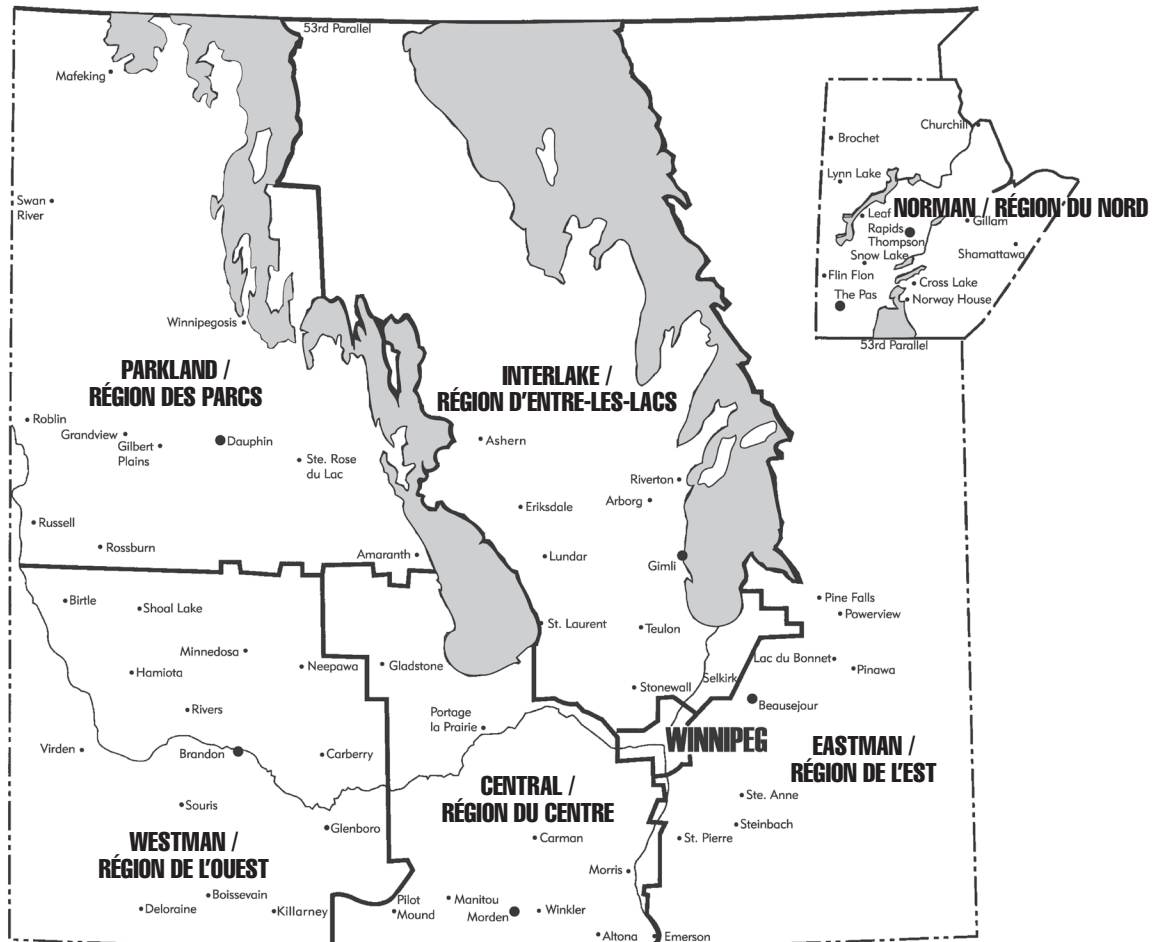 53rd Parallel
Mafeking
Churchill
Brochet
Lynn Lake
Swan
River
NORMAN / RÉGION DU NORD
Leaf
Rapids
Gillam
Thompson
Snow Lake
Shamattawa
Flin Flon
Cross Lake
The Pas
Norway House
53rd Parallel
Winnipegosis
PARKLAND /
RÉGION DES PARCS
INTERLAKE /
RÉGION D'ENTRE-LES-LACS
Roblin
Grandview
Gilbert
Plains
Dauphin
Ste. Rose
du Lac
Ashern
Riverton
Arborg
Eriksdale
Russell
Rossburn
Amaranth
Lundar
Gimli
Birtle
Shoal Lake
Pine Falls
Powerview
St. Laurent
Teulon
Minnedosa
Hamiota
Neepawa
Gladstone
Lac du Bonnet
Pinawa
Selkirk
Stonewall
Beausejour
Rivers
Portage
la Prairie
WINNIPEG
Virden
Brandon
Carberry
EASTMAN /
RÉGION DE L'EST
CENTRAL /
RÉGION DU CENTRE
Souris
Ste. Anne
Glenboro
Steinbach
St. Pierre
Carman
WESTMAN /
RÉGION DE L'OUEST
Morris
Boissevain
Deloraine
Killarney
Pilot
Mound
Manitou
Morden
Winkler
Altona
Emerson